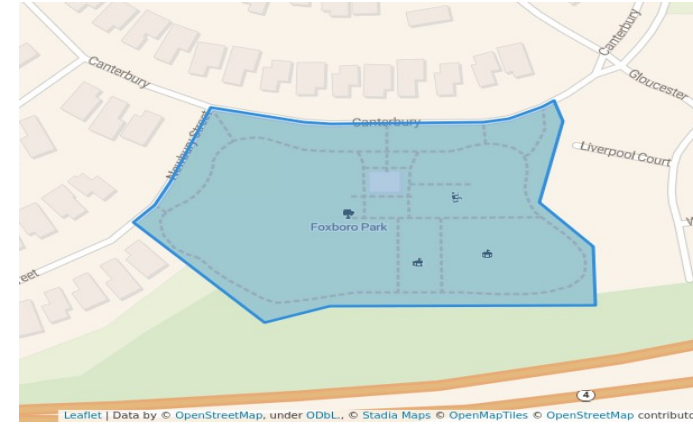 Canterbury
Canterbury
Gloucester
Newbury Street
Canterbury
Liverpool Court
Foxboro Park
eet
4
Leaflet | Data by © OpenStreetMap, under ODbL., © Stadia Maps © OpenMapTiles © OpenStreetMap contributo